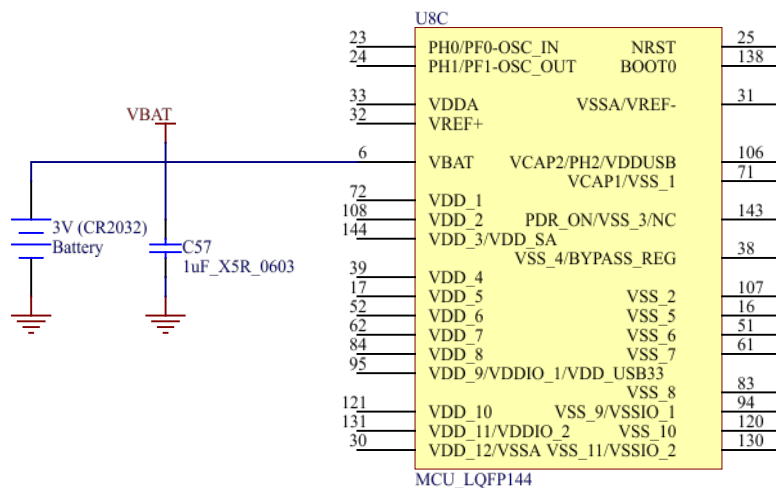 U8C
23 PH0/PF0-OSC_IN NRST 25
24 PH1/PF1-OSC_OUT BOOT0 138
33 VDDA VSSA/VREF- 31
32 VREF+
VBAT
6 VBAT VCAP2/PH2/VDDUSB 106
VCAP1/VSS_1 71
72 VDD_1
108 VDD_2 PDR_ON/VSS_3/NC 143
144 VDD_3/VDD_SA
VSS_4/BYPASS_REG 38
3V (CR2032)
Battery
C57
1uF_X5R_0603
39 VDD_4
17 VDD_5 VSS_2 107
52 VDD_6 VSS_5 16
62 VDD_7 VSS_6 51
84 VDD_8 VSS_7 61
95 VDD_9/VDDIO_1/VDD_USB33
VSS_8 83
121 VDD_10 VSS_9/VSSIO_1 94
131 VDD_11/VDDIO_2 VSS_10 120
30 VDD_12/VSSA VSS_11/VSSIO_2 130
MCU_LQFP144